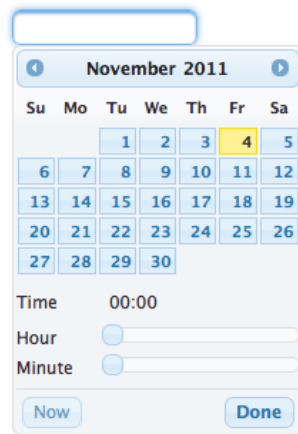 November 2011
Su Mo Tu We Th Fr Sa
1 2 3 4 5
6 7 8 9 10 11 12
13 14 15 16 17 18 19
20 21 22 23 24 25 26
27 28 29 30
Time 00:00
Hour
Minute
Now Done